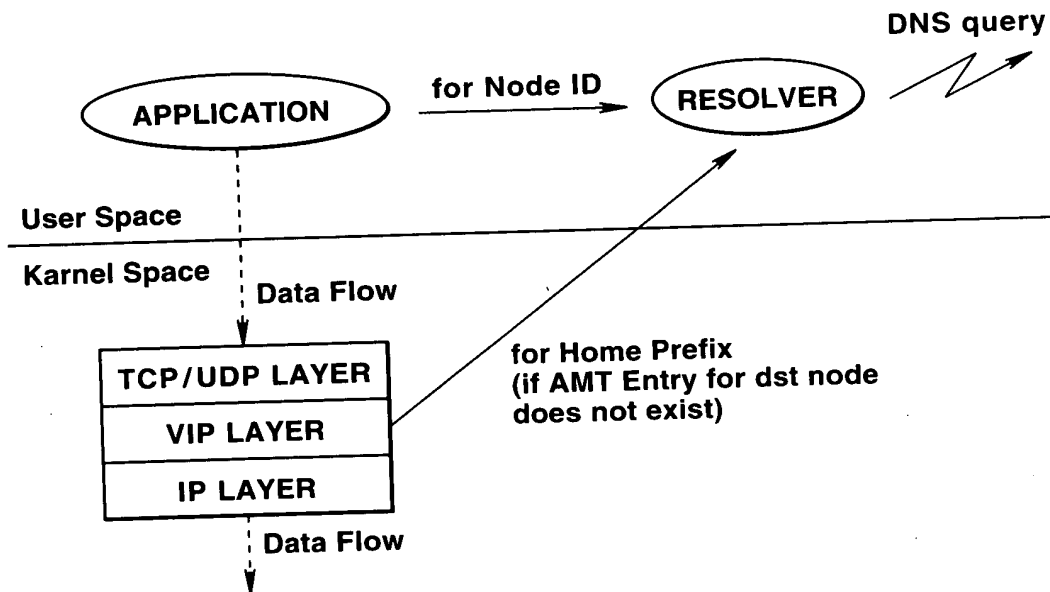 DNS query
for Node ID
APPLICATION
RESOLVER
User Space
Karnel Space
Data Flow
TCP/UDP LAYER
VIP LAYER
IP LAYER
for Home Prefix
(if AMT Entry for dst node
does not exist)
Data Flow